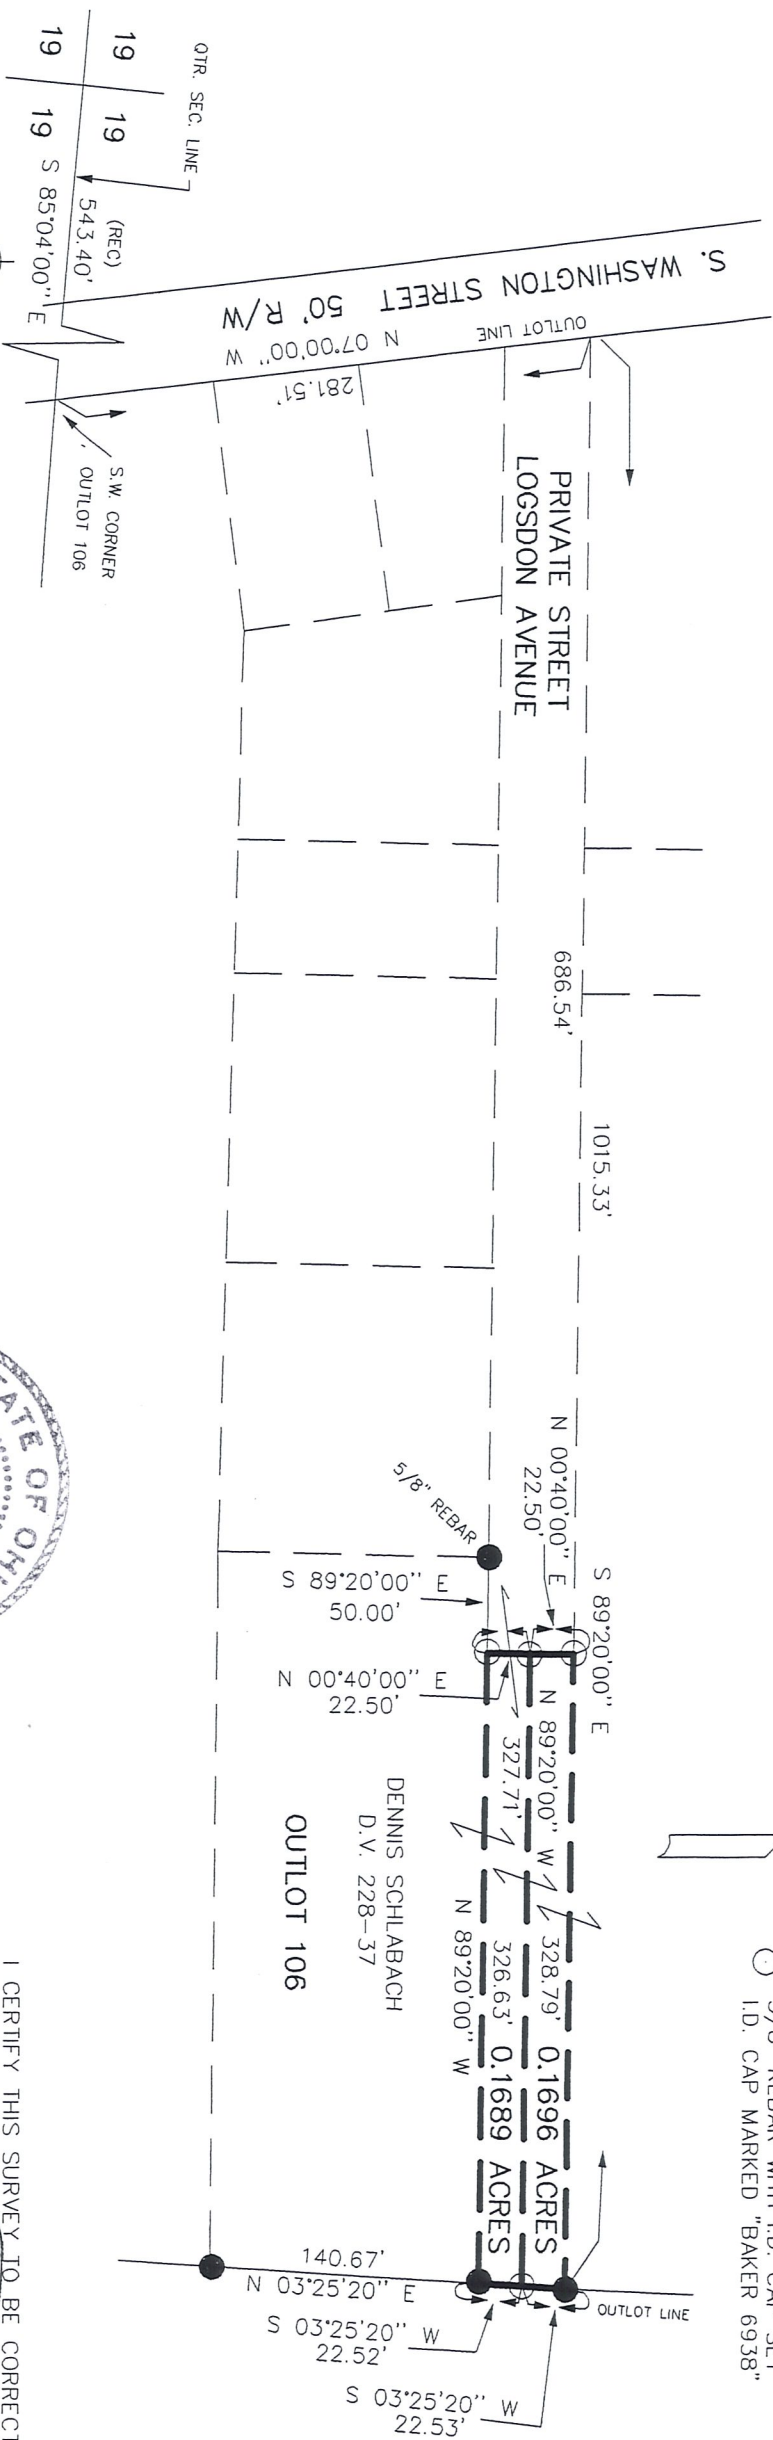 QTR. SEC. LINE
19
19
19
19
S 85°04'00" E
543.40'
(REC)
S. WASHINGTON STREET 50' R/W
N 07°00'00" W
281.51'
OUTLOT LINE
S.W. CORNER
OUTLOT 106
PRIVATE STREET
LOGSDON AVENUE
686.54'
1015.33'
S 89°20'00" E
N 00°40'00" E
22.50'
5/8" REBAR
S 89°20'00" E
50.00'
N 00°40'00" E
22.50'
N 89°20'00" W
327.71'
328.79'
0.1696 ACRES
326.63'
0.1689 ACRES
N 89°20'00" W
DENNIS SCHLABACH
D.V. 228-37
OUTLOT 106
140.67'
N 03°25'20" E
S 03°25'20" W
22.52'
S 03°25'20" W
22.53'
OUTLOT LINE
I.D. CAP MARKED "BAKER 6938"
OF
I CERTIFY THIS SURVEY TO BE CORRECT